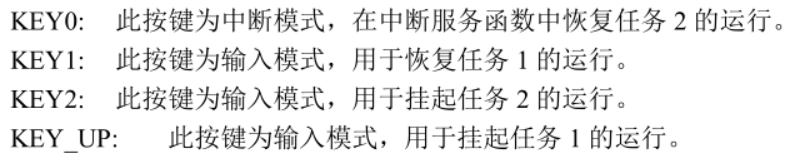 KEY0: 此按键为中断模式，在中断服务函数中恢复任务 2 的运行。
KEY1: 此按键为输入模式，用于恢复任务 1 的运行。
KEY2: 此按键为输入模式，用于挂起任务 2 的运行。
KEY_UP: 此按键为输入模式，用于挂起任务 1 的运行。